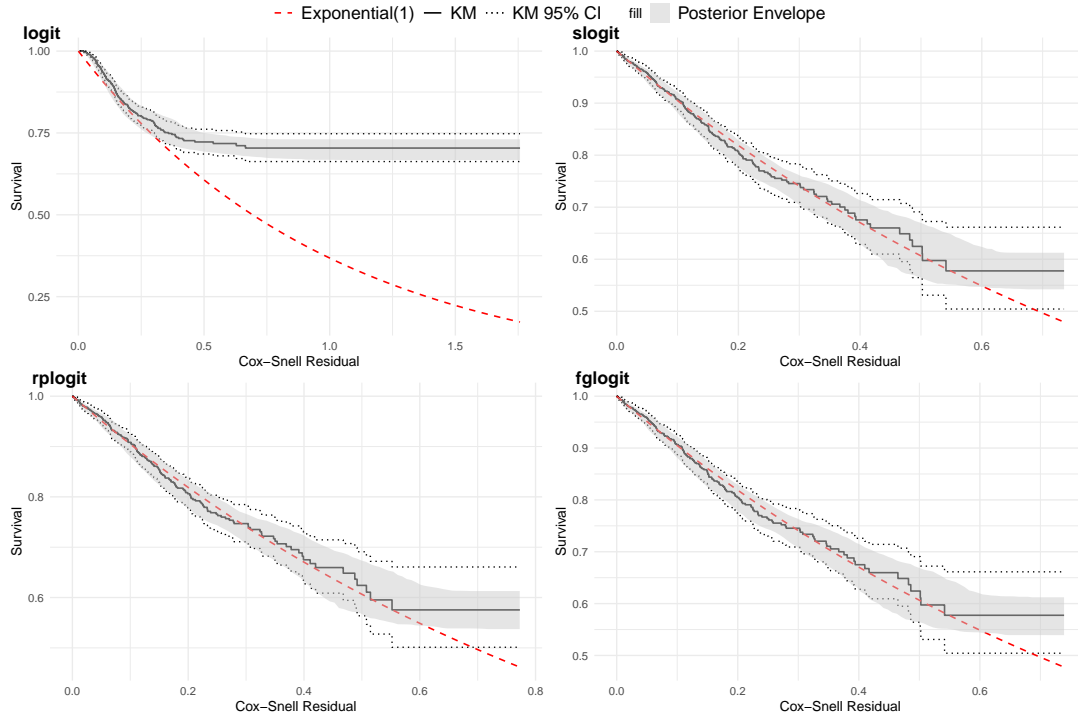 Exponential(1) KM KM 95% CI fill Posterior Envelope
logit
1.00
0.75
0.50
0.25
Survival
0.0 0.5 1.0 1.5
Cox−Snell Residual
slogit
1.0
0.9
0.8
0.7
0.6
0.5
Survival
0.0 0.2 0.4 0.6
Cox−Snell Residual
rplogit
1.0
0.8
0.6
Survival
0.0 0.2 0.4 0.6 0.8
Cox−Snell Residual
fglogit
1.0
0.9
0.8
0.7
0.6
0.5
Survival
0.0 0.2 0.4 0.6
Cox−Snell Residual